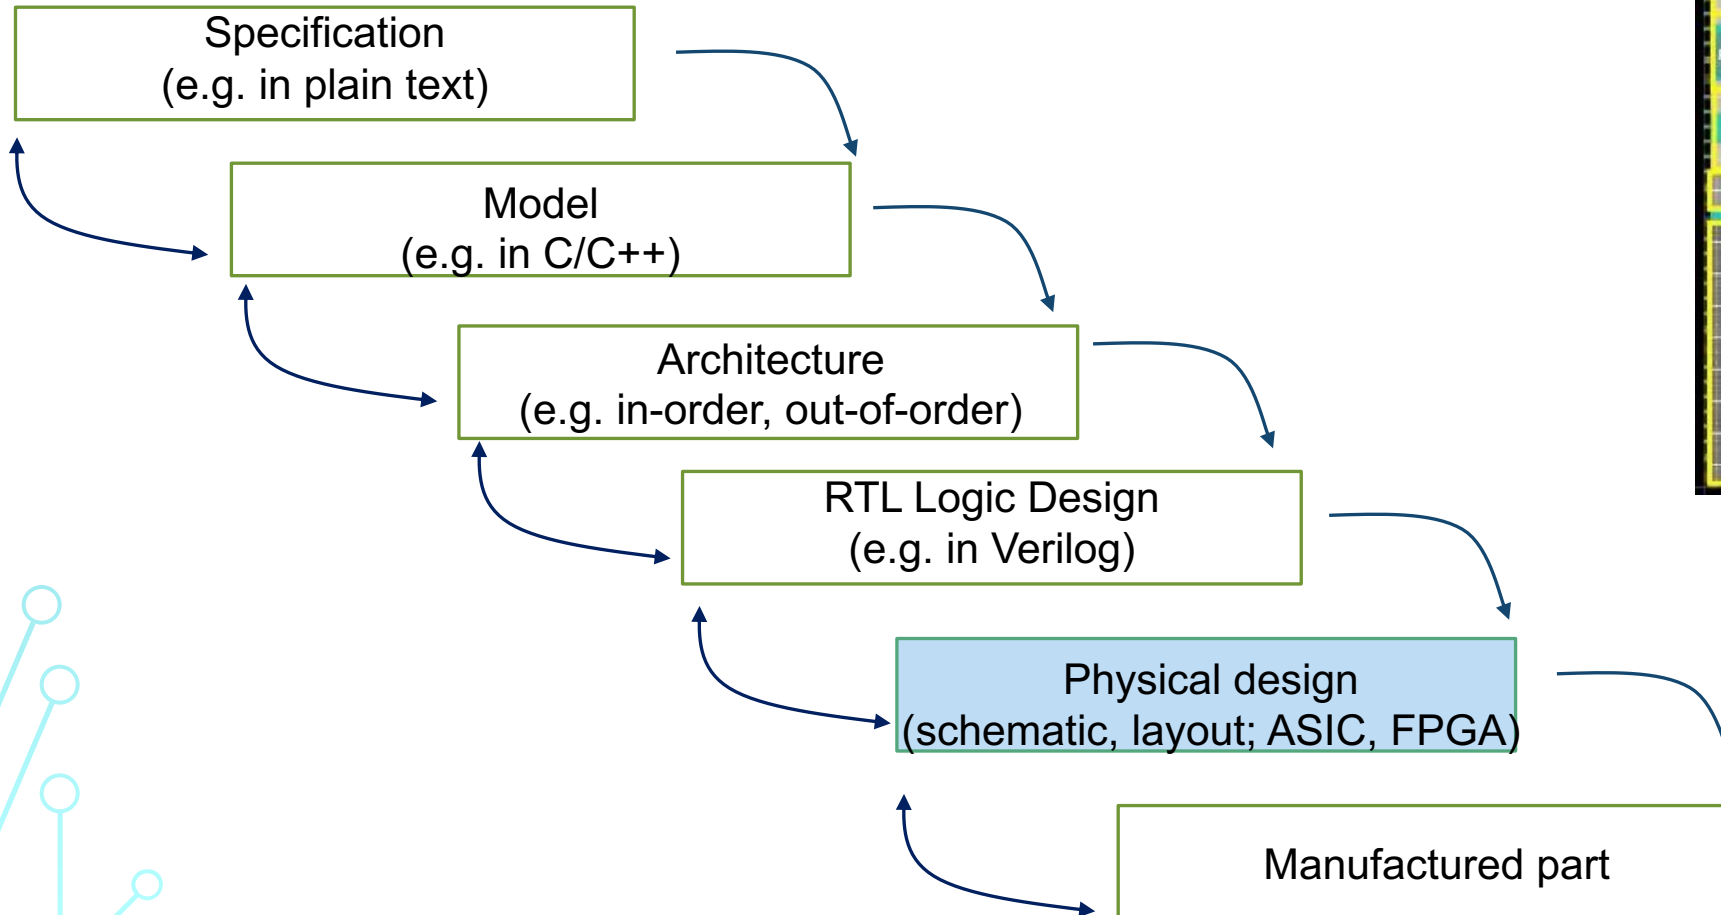 Specification
(e.g. in plain text)
Model
(e.g. in C/C++)
Architecture
(e.g. in-order, out-of-order)
RTL Logic Design
(e.g. in Verilog)
Physical design
(schematic, layout; ASIC, FPGA)
Manufactured part